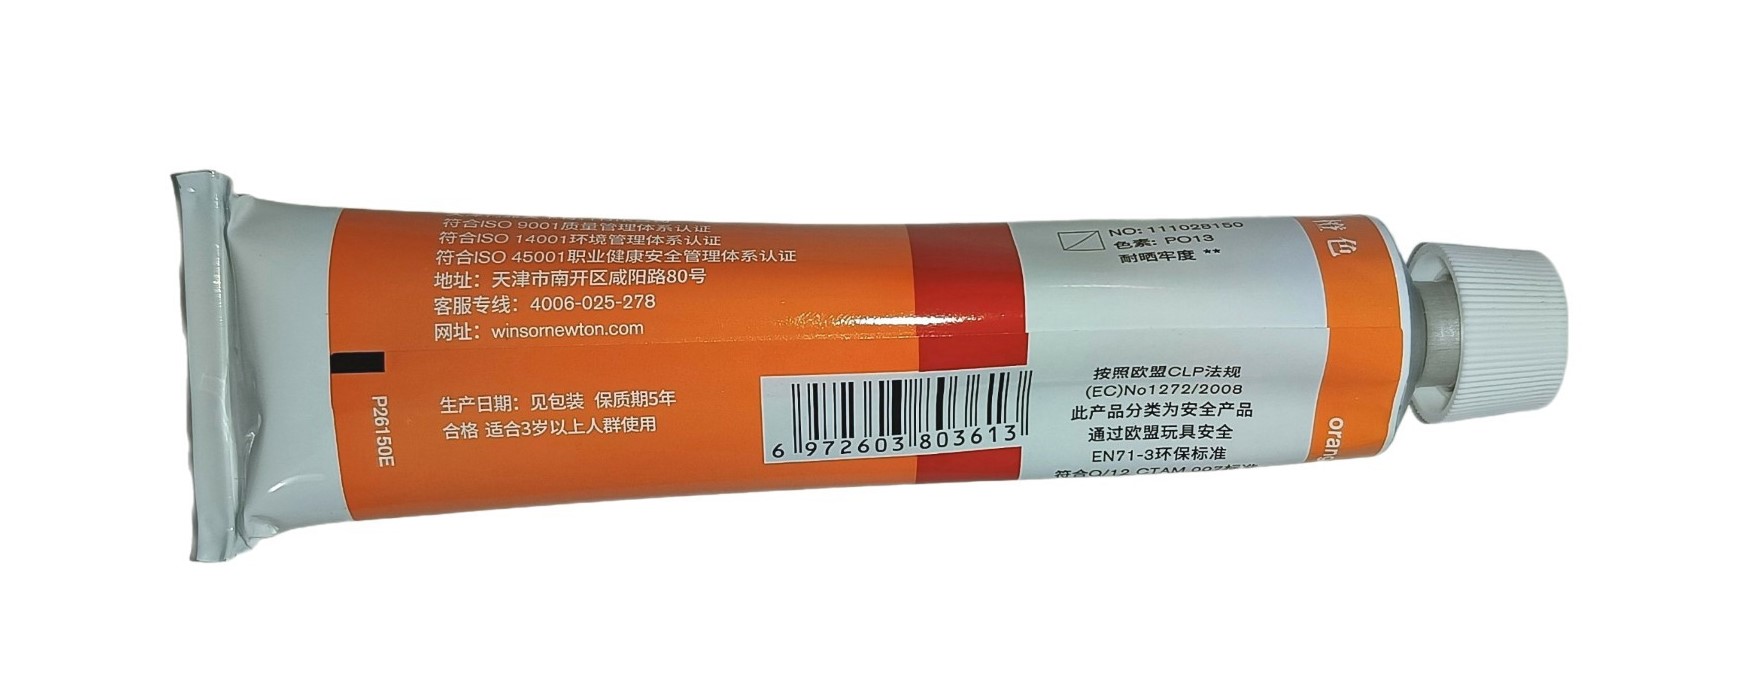 符合ISO 9001质量管理体系认证
符合ISO 14001环境管理体系认证
符合ISO 45001职业健康安全管理体系认证
地址：天津市南开区咸阳路80号
客服专线：4006-025-278
网址：winsornewton.com
P26150E
生产日期：见包装 保质期5年
合格 适合3岁以上人群使用
6 972603 803613
NO: 111028150
色素: PO13
耐晒牢度 **
按照欧盟CLP法规
(EC)No1272/2008
此产品分类为安全产品
通过欧盟玩具安全
EN71-3环保标准
橙色